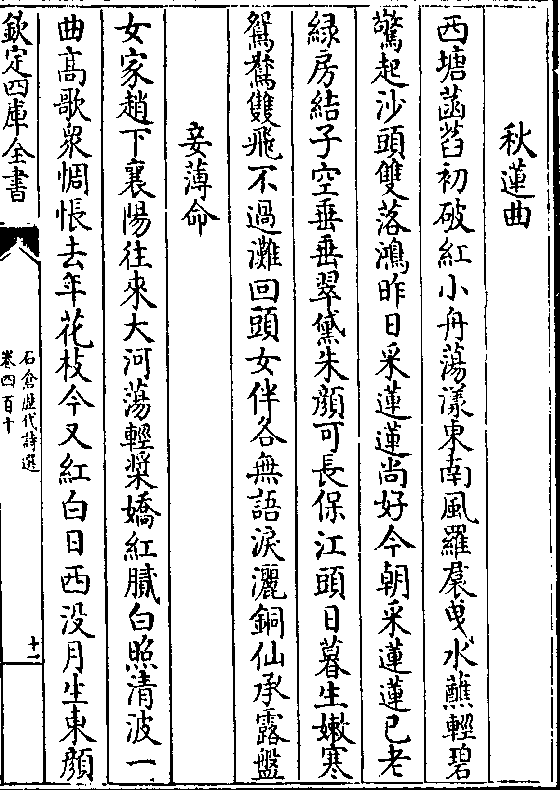 秋蓮曲
西塘菡萏初破紅小舟蕩漾東南風羅裠曵水蘸輕碧
驚起沙頭雙落鴻昨日采蓮蓮尚好今朝采蓮蓮已老
緑房結子空垂垂翠黛朱顔可長保江頭日暮生嫩寒
鴛鴦雙飛不過灘回頭女伴各無語淚灑銅仙承露盤
妾薄命
女家趙下襄陽往來大河蕩輕槳嬌紅膩白照清波一
曲髙歌衆惆悵去年花枝今又紅白日西没月生東顔
欽定四庫全書
石倉歴代詩選
卷四百十
十一